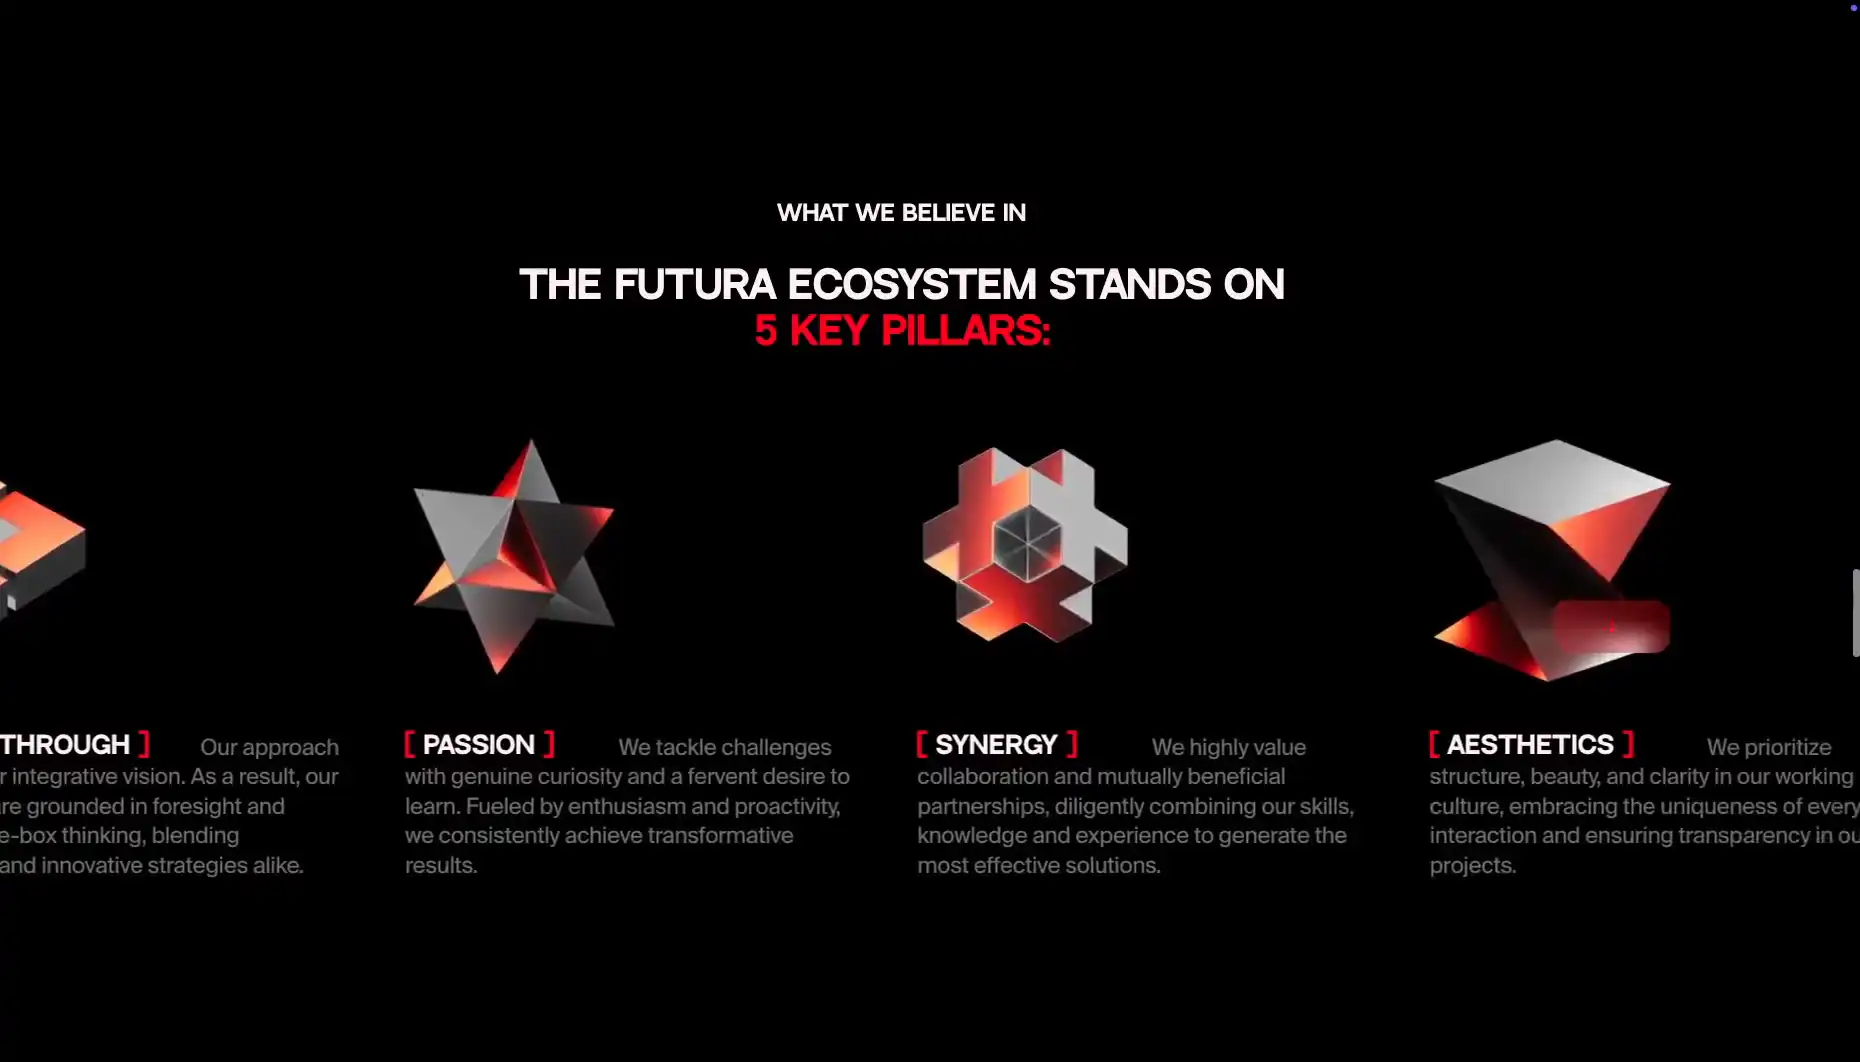 WHAT WE BELIEVE IN
THE FUTURA ECOSYSTEM STANDS ON
5 KEY PILLARS:
THROUGH ] Our approach
r integrative vision. As a result, our
re grounded in foresight and
e-box thinking, blending
and innovative strategies alike.
[ PASSION ] We tackle challenges
with genuine curiosity and a fervent desire to
learn. Fueled by enthusiasm and proactivity,
we consistently achieve transformative
results.
[ SYNERGY ] We highly value
collaboration and mutually beneficial
partnerships, diligently combining our skills,
knowledge and experience to generate the
most effective solutions.
[ AESTHETICS ] We prioritize
structure, beauty, and clarity in our working
culture, embracing the uniqueness of every
interaction and ensuring transparency in ou
projects.